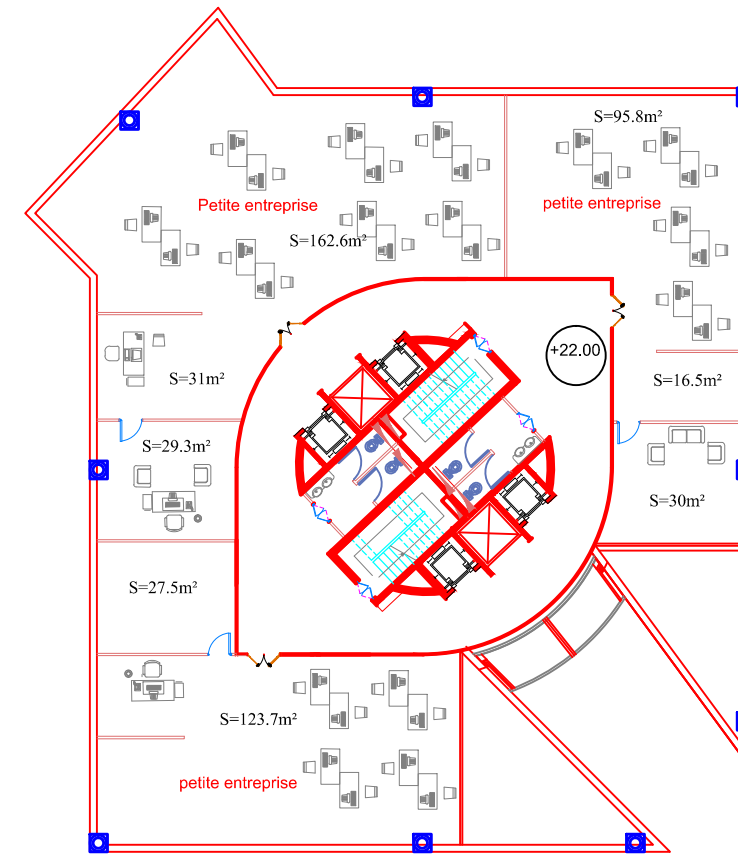 S=95.8m²
Petite entreprise
petite entreprise
S=162.6m²
+22.00
S=31m²
S=16.5m²
S=29.3m²
S=30m²
S=27.5m²
S=123.7m²
petite entreprise